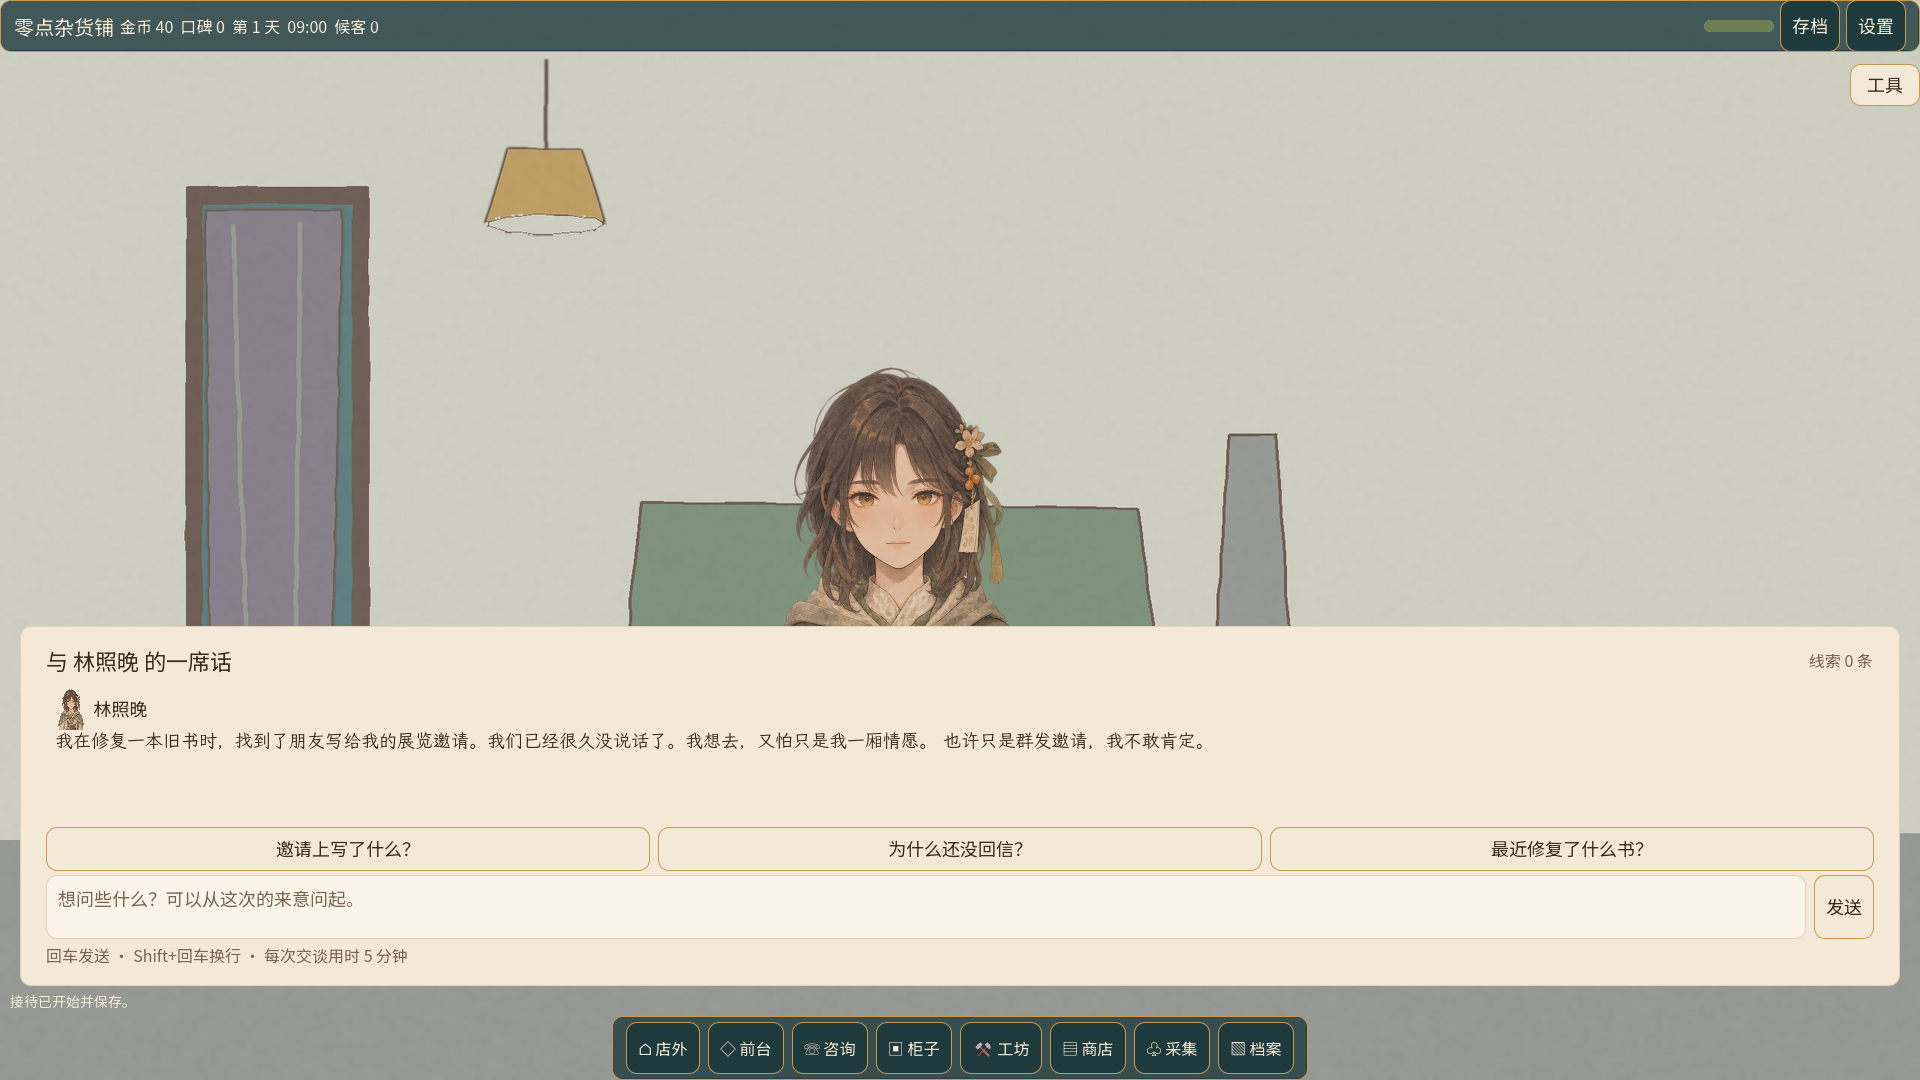 零点杂货铺 金币 40 口碑 0 第 1 天 09:00 候客 0
存档
设置
工具
与 林照晚 的一席话
线索 0 条
林照晚
我在修复一本旧书时，找到了朋友写给我的展览邀请。我们已经很久没说话了。我想去，又怕只是我一厢情愿。 也许只是群发邀请，我不敢肯定。
邀请上写了什么？
为什么还没回信？
最近修复了什么书？
想问些什么？可以从这次的来意问起。
发送
回车发送 · Shift+回车换行 · 每次交谈用时 5 分钟
接待已开始并保存。
店外
前台
咨询
柜子
工坊
商店
采集
档案